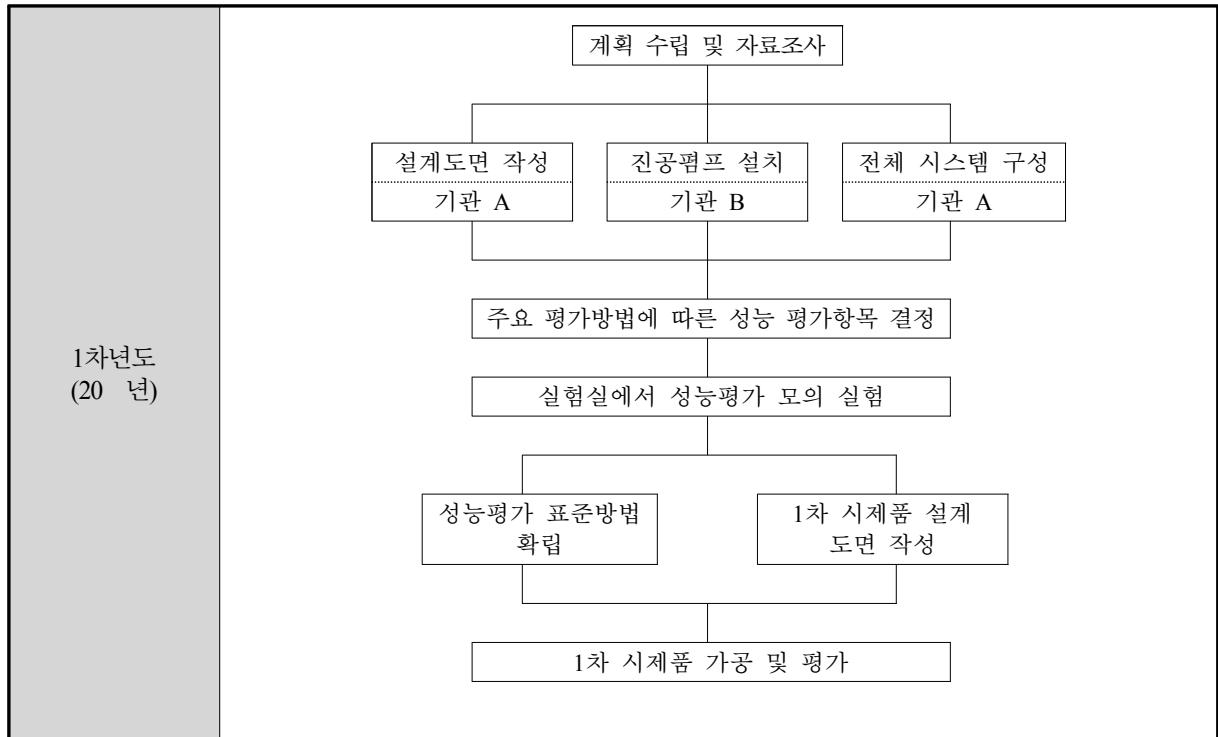 1차년도
(20 년)
계획 수립 및 자료조사
설계도면 작성
기관 A
진공펌프 설치
기관 B
전체 시스템 구성
기관 A
주요 평가방법에 따른 성능 평가항목 결정
실험실에서 성능평가 모의 실험
성능평가 표준방법
확립
1차 시제품 설계
도면 작성
1차 시제품 가공 및 평가